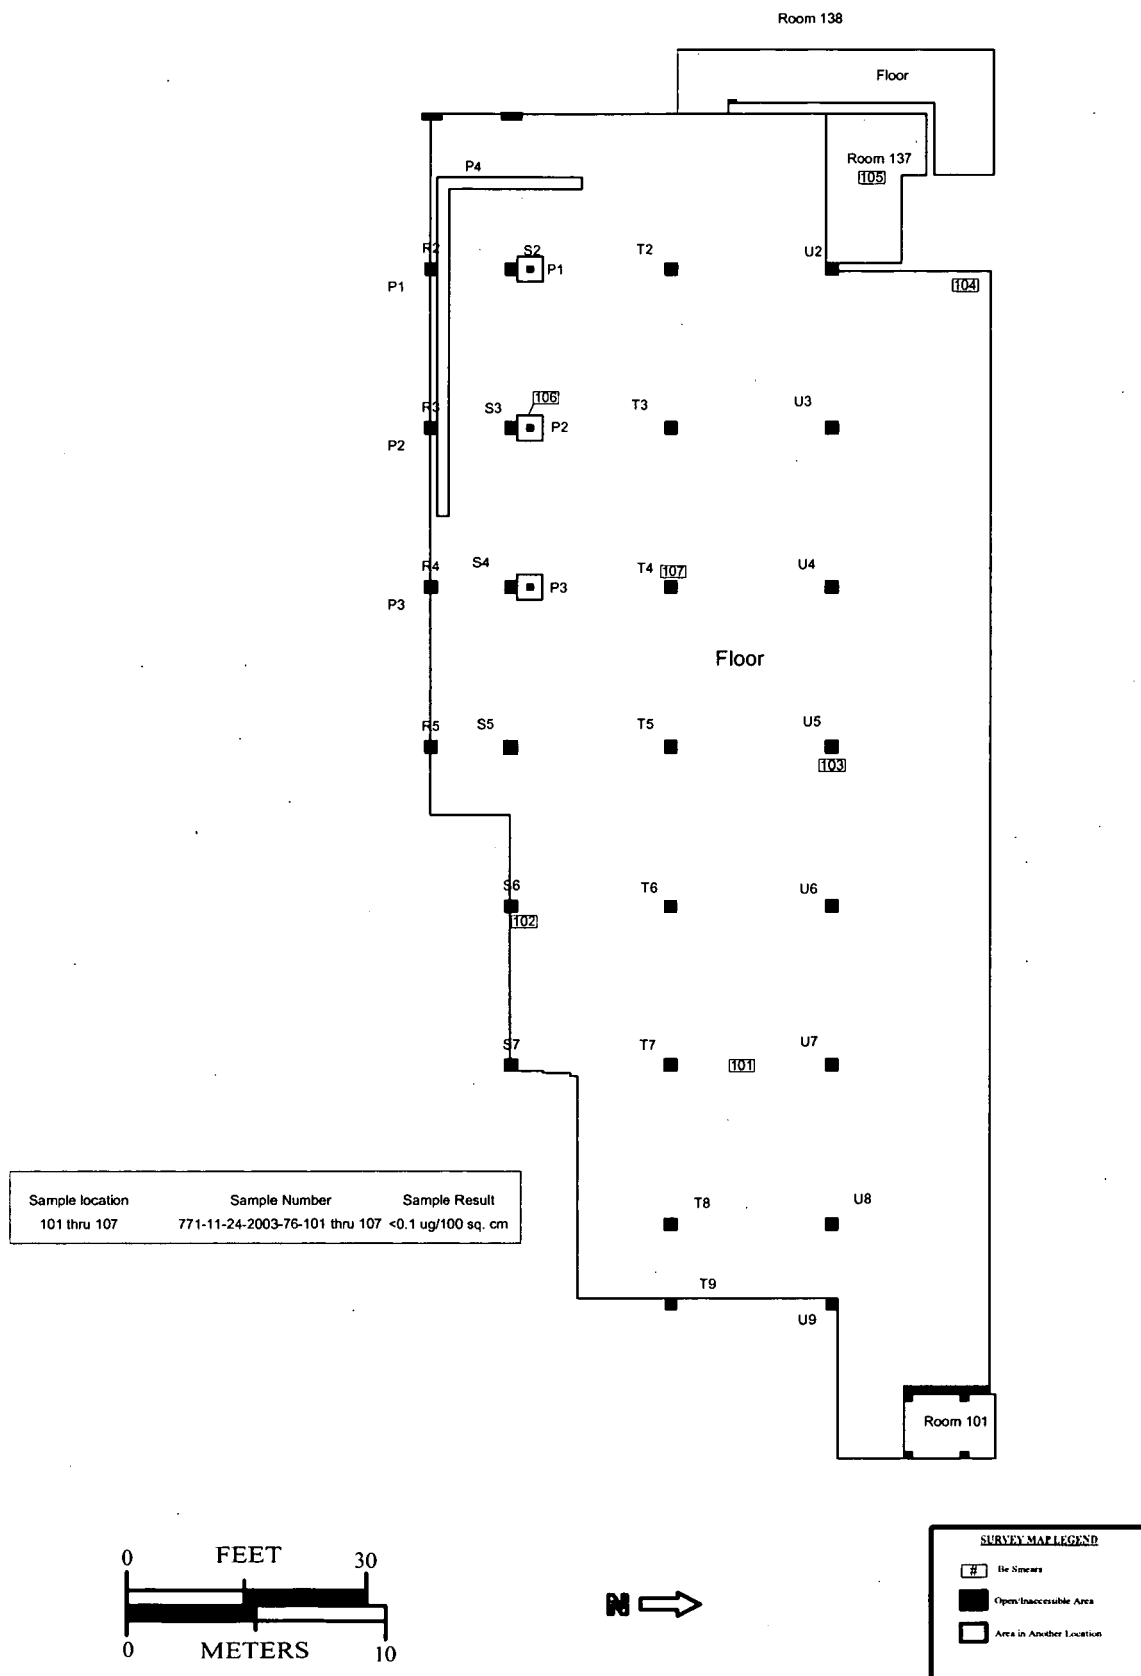 Room 138
Floor
Room 137
105
P4
R2
S2
P1
T2
U2
P1
104
106
R3
S3
P2
T3
U3
P2
R4
S4
P3
T4
107
U4
P3
Floor
R5
S5
T5
U5
103
S6
102
T6
U6
S7
T7
101
U7
Sample location Sample Number Sample Result
101 thru 107 771-11-24-2003-76-101 thru 107 <0.1 ug/100 sq. cm
T8
U8
T9
U9
Room 101
0 FEET 30
0 METERS 10
N
SURVEY MAP LEGEND
# Be Smears
Open/Inaccessible Area
Area in Another Location